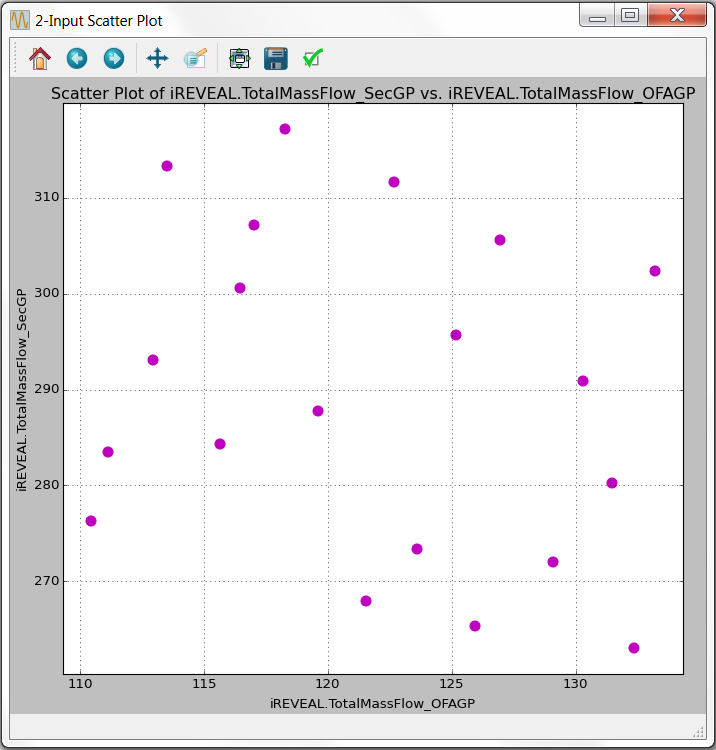 2-Input Scatter Plot
Scatter Plot of iREVEAL.TotalMassFlow_SecGP vs. iREVEAL.TotalMassFlow_OFAGP
iREVEAL.TotalMassFlow_SecGP
310
300
290
280
270
110 115 120 125 130
iREVEAL.TotalMassFlow_OFAGP